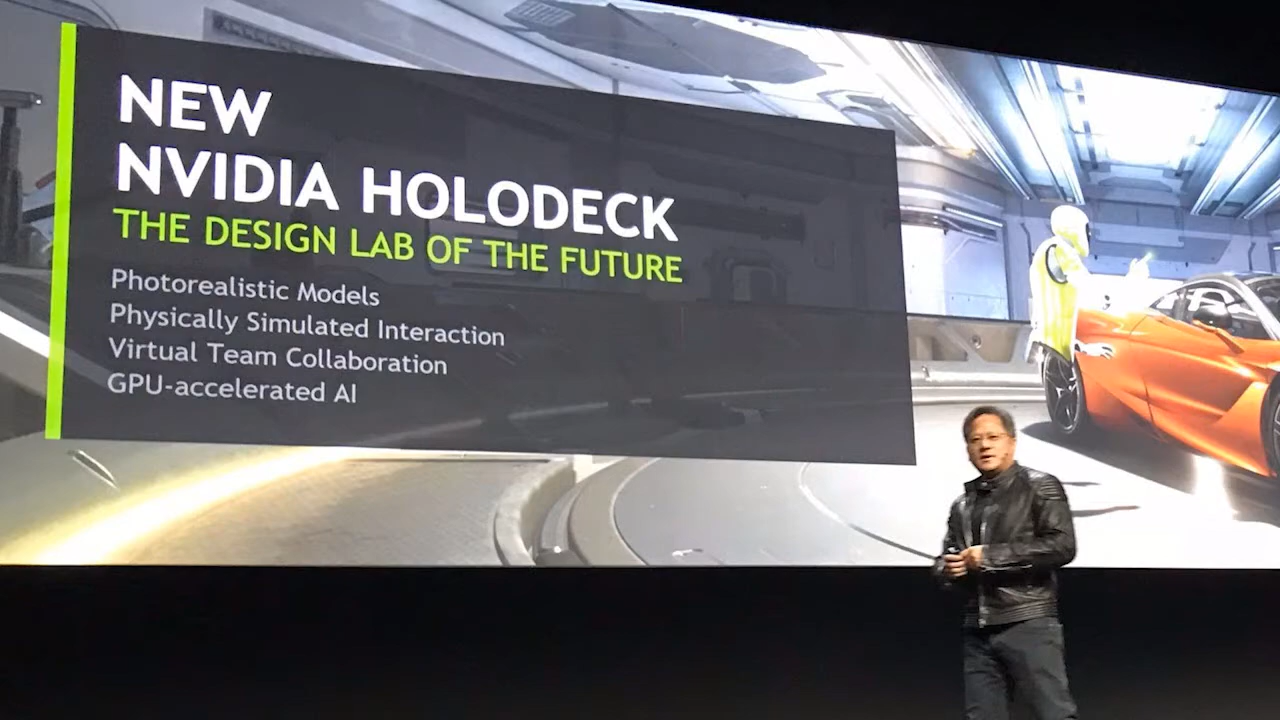 NEW
NVIDIA HOLODECK
THE DESIGN LAB OF THE FUTURE
Photorealistic Models
Physically Simulated Interaction
Virtual Team Collaboration
GPU-accelerated AI